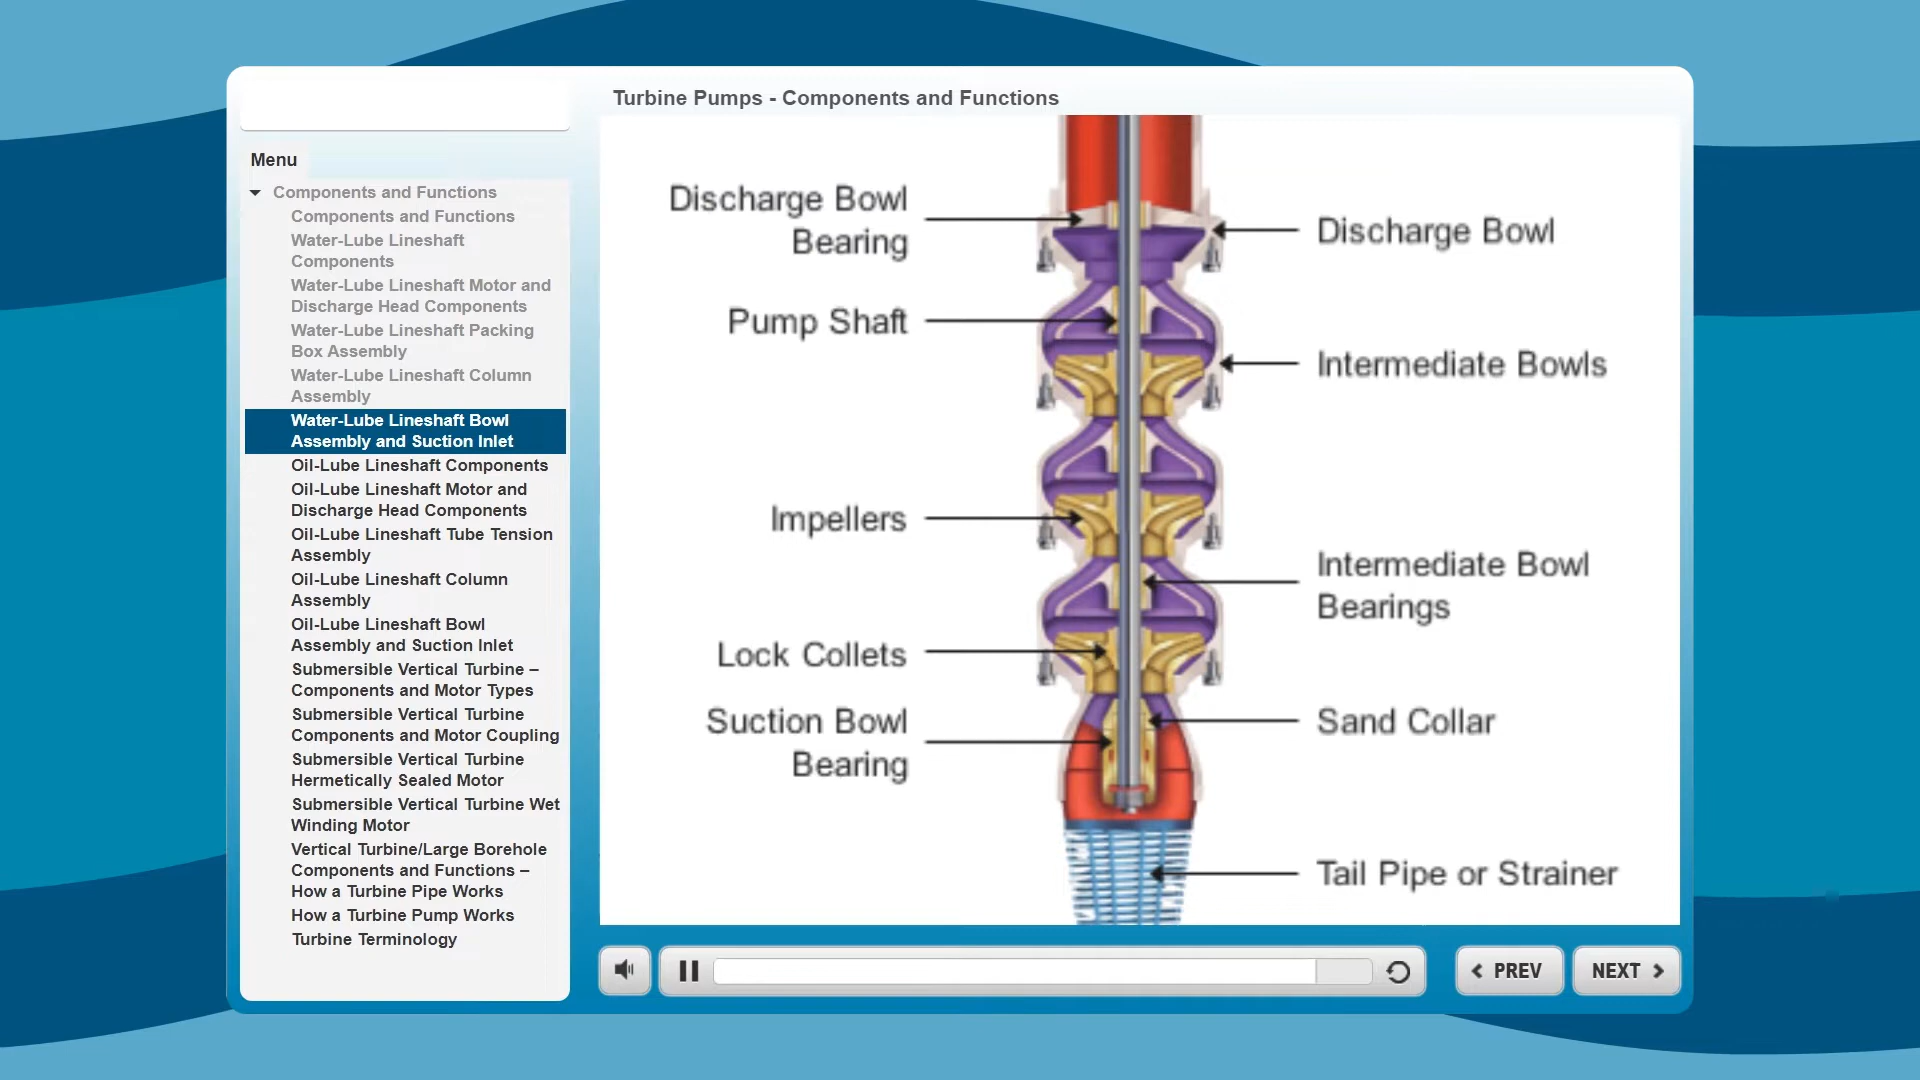 Turbine Pumps - Components and Functions
Menu
Components and Functions
Components and Functions
Water-Lube Lineshaft
Components
Water-Lube Lineshaft Motor and
Discharge Head Components
Water-Lube Lineshaft Packing
Box Assembly
Water-Lube Lineshaft Column
Assembly
Water-Lube Lineshaft Bowl
Assembly and Suction Inlet
Oil-Lube Lineshaft Components
Oil-Lube Lineshaft Motor and
Discharge Head Components
Oil-Lube Lineshaft Tube Tension
Assembly
Oil-Lube Lineshaft Column
Assembly
Oil-Lube Lineshaft Bowl
Assembly and Suction Inlet
Submersible Vertical Turbine –
Components and Motor Types
Submersible Vertical Turbine
Components and Motor Coupling
Submersible Vertical Turbine
Hermetically Sealed Motor
Submersible Vertical Turbine Wet
Winding Motor
Vertical Turbine/Large Borehole
Components and Functions –
How a Turbine Pipe Works
How a Turbine Pump Works
Turbine Terminology
Discharge Bowl
Bearing
Discharge Bowl
Pump Shaft
Intermediate Bowls
Impellers
Intermediate Bowl
Bearings
Lock Collets
Suction Bowl
Bearing
Sand Collar
Tail Pipe or Strainer
PREV
NEXT